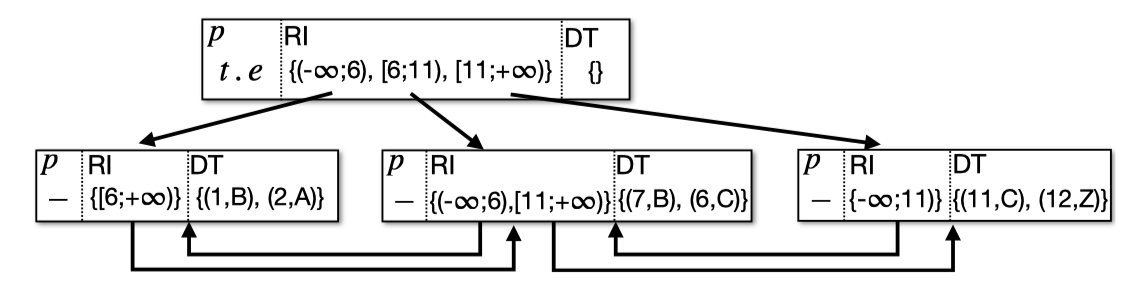 p RI DT
t.e {(-∞;6), [6;11), [11;+∞)} {}
p RI DT
– {[6;+∞)} {(1,B), (2,A)}
p RI DT
– {(-∞;6),[11;+∞)} {(7,B), (6,C)}
p RI DT
– {-∞;11)} {(11,C), (12,Z)}